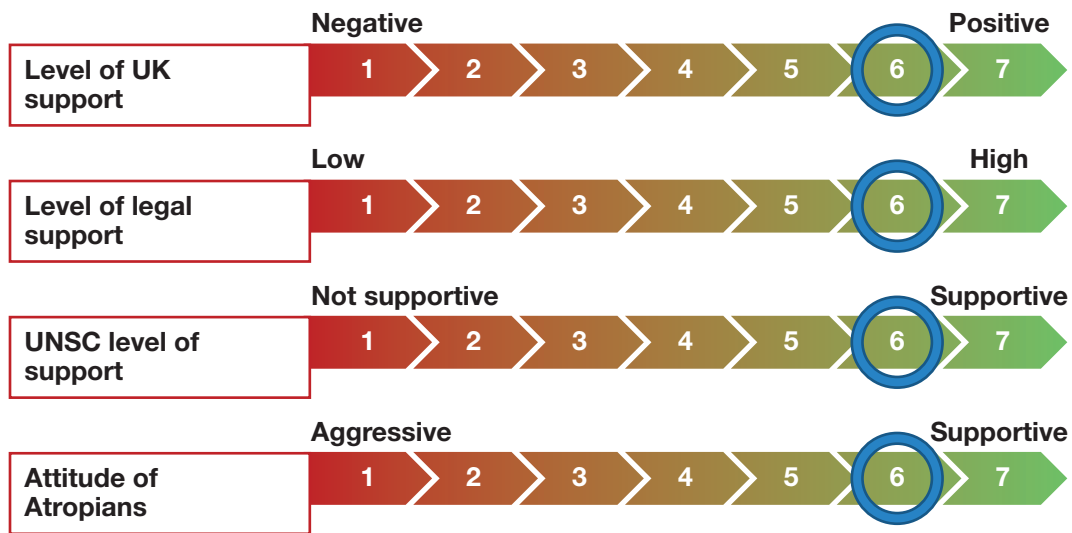 Negative Positive
Level of UK
support
1 2 3 4 5 6 7
Low High
Level of legal
support
1 2 3 4 5 6 7
Not supportive Supportive
UNSC level of
support
1 2 3 4 5 6 7
Aggressive Supportive
Attitude of
Atropians
1 2 3 4 5 6 7